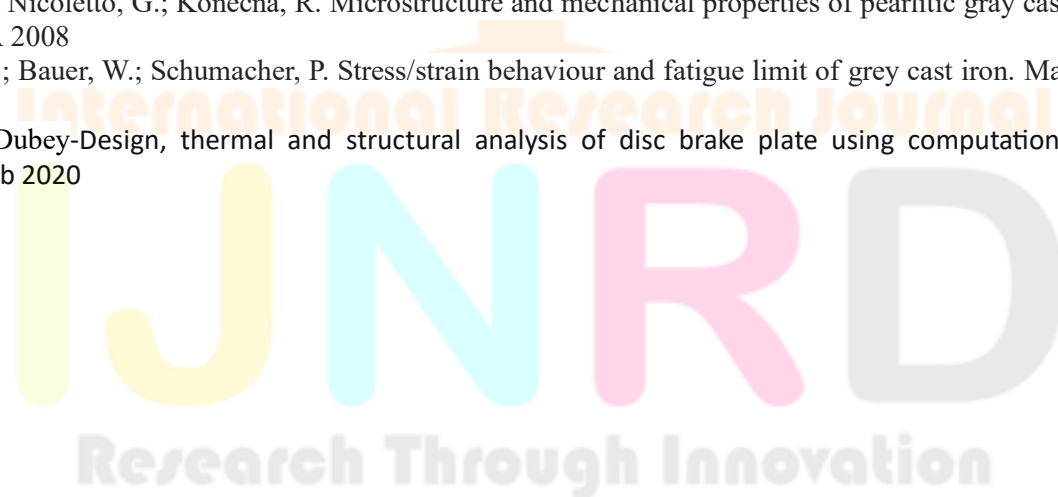 Nicoletto, G.; Konečná, R. Microstructure and mechanical properties of pearlitic gray cas
2008
; Bauer, W.; Schumacher, P. Stress/strain behaviour and fatigue limit of grey cast iron. Ma
International Research Journal
Dubey-Design, thermal and structural analysis of disc brake plate using computation
b 2020
IJNRD
Research Through Innovation